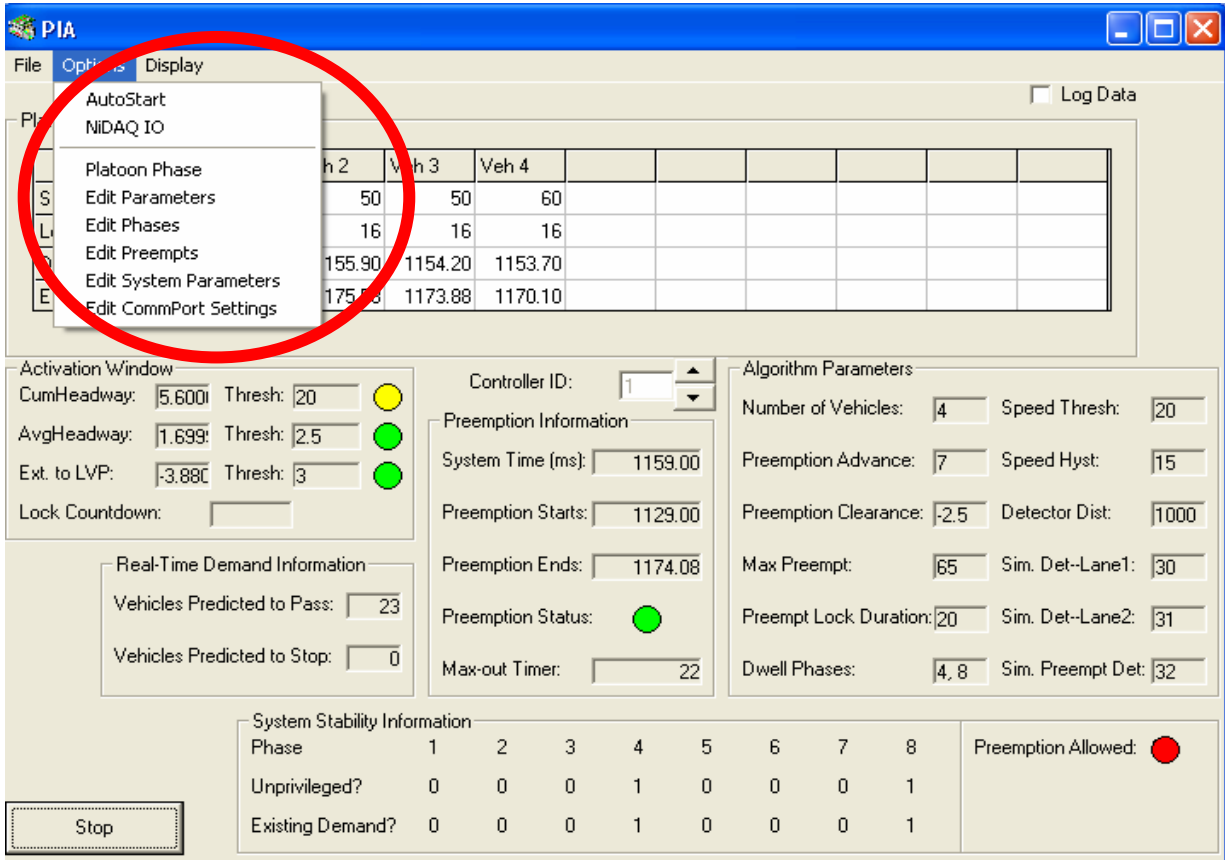 PIA
File Options Display
AutoStart
NiDAQ IO
Platoon Phase
Edit Parameters
Edit Phases
Edit Preempts
Edit System Parameters
Edit CommPort Settings
Log Data
Veh 3 Veh 4
50 50 60
16 16 16
155.90 1154.20 1153.70
1173.88 1170.10
Activation Window
CumHeadway: 5.600 Thresh: 20
AvgHeadway: 1.699 Thresh: 2.5
Ext. to LVP: -3.880 Thresh: 3
Lock Countdown:
Real-Time Demand Information
Vehicles Predicted to Pass: 23
Vehicles Predicted to Stop: 0
Controller ID: 1
Preemption Information
System Time (ms): 1159.00
Preemption Starts: 1129.00
Preemption Ends: 1174.08
Preemption Status:
Max-out Timer: 22
Algorithm Parameters
Number of Vehicles: 4 Speed Thresh: 20
Preemption Advance: 7 Speed Hyst: 15
Preemption Clearance: -2.5 Detector Dist: 1000
Max Preempt: 65 Sim. Det--Lane1: 30
Preempt Lock Duration: 20 Sim. Det--Lane2: 31
Dwell Phases: 4, 8 Sim. Preempt Det: 32
System Stability Information
Phase 1 2 3 4 5 6 7 8
Unprivileged? 0 0 0 1 0 0 0 1
Existing Demand? 0 0 0 1 0 0 0 1
Preemption Allowed:
Stop